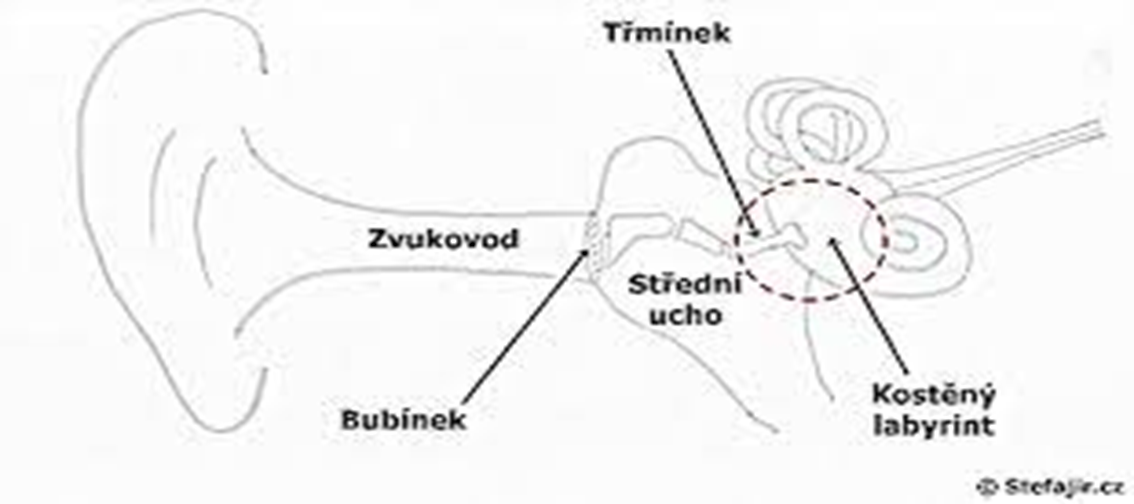 Třmínek
Zvukovod
Střední
ucho
Bubínek
Kostěný
labyrint
© Stefajir.cz